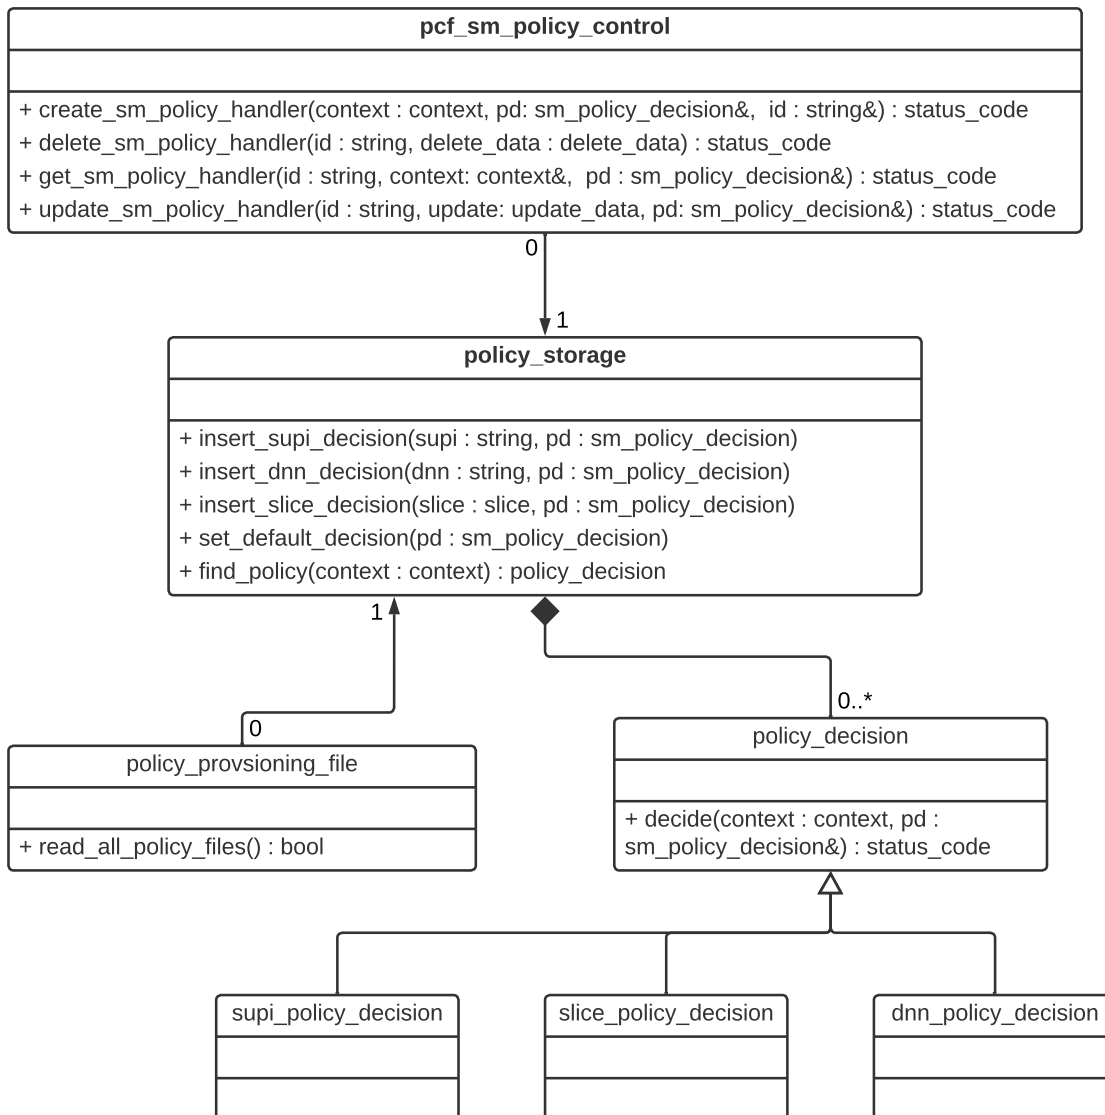 pcf_sm_policy_control
+ create_sm_policy_handler(context : context, pd: sm_policy_decision&,  id : string&) : status_code
+ delete_sm_policy_handler(id : string, delete_data : delete_data) : status_code
+ get_sm_policy_handler(id : string, context: context&,  pd : sm_policy_decision&) : status_code
+ update_sm_policy_handler(id : string, update: update_data, pd: sm_policy_decision&) : status_code
0
1
policy_storage
+ insert_supi_decision(supi : string, pd : sm_policy_decision)
+ insert_dnn_decision(dnn : string, pd : sm_policy_decision)
+ insert_slice_decision(slice : slice, pd : sm_policy_decision)
+ set_default_decision(pd : sm_policy_decision)
+ find_policy(context : context) : policy_decision
1
0
policy_provsioning_file
+ read_all_policy_files() : bool
0..*
policy_decision
+ decide(context : context, pd :
sm_policy_decision&) : status_code
supi_policy_decision
slice_policy_decision
dnn_policy_decision